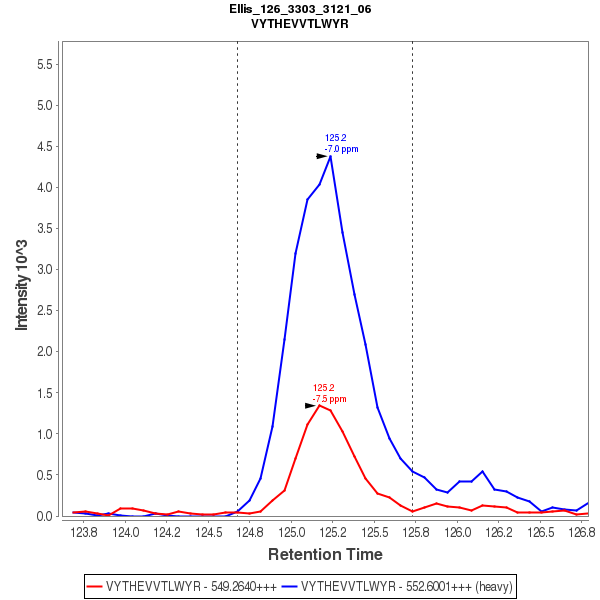 Ellis_126_3303_3121_06
VYTHEVVTLWYR
5.5
5.0
4.5
4.0
3.5
3.0
2.5
2.0
1.5
1.0
0.5
0.0
Intensity 10^3
125.2
-7.0 ppm
125.2
-7.5 ppm
123.8 124.0 124.2 124.5 124.8 125.0 125.2 125.5 125.8 126.0 126.2 126.5 126.8
Retention Time
VYTHEVVTLWYR - 549.2640+++ VYTHEVVTLWYR - 552.6001+++ (heavy)